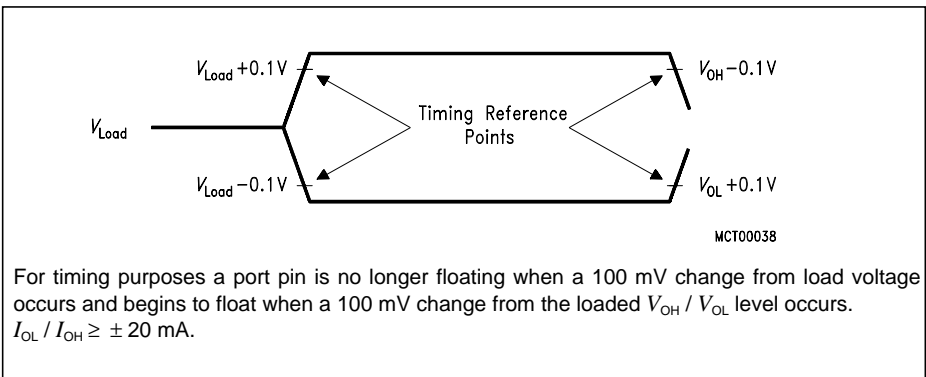 V_Load +0.1V
V_OH −0.1V
Timing Reference
Points
V_Load
V_Load −0.1V
V_OL +0.1V
MCT00038
For timing purposes a port pin is no longer floating when a 100 mV change from load voltage
occurs and begins to float when a 100 mV change from the loaded V_OH / V_OL level occurs.
I_OL / I_OH ≥ ± 20 mA.